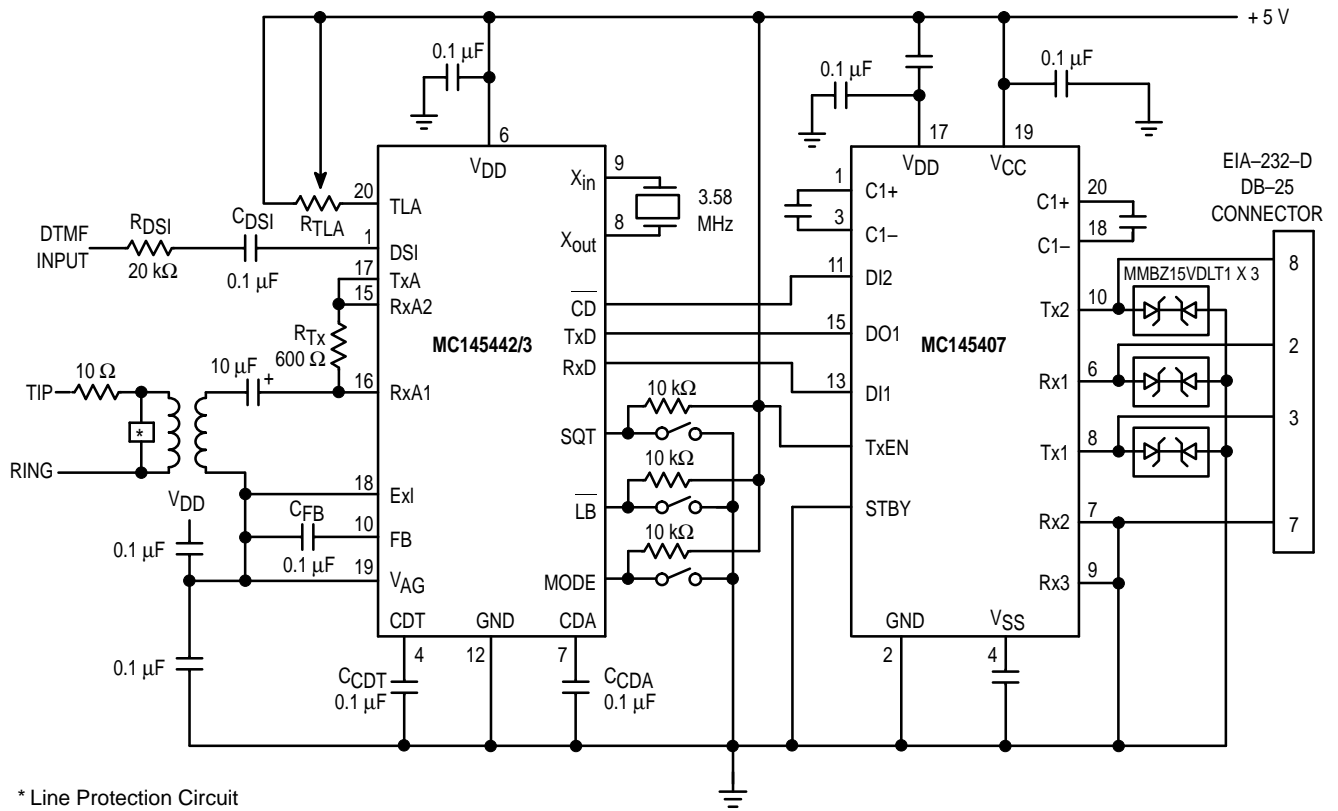 + 5 V
0.1 µF
0.1 µF
0.1 µF
6
VDD
17
VDD
19
VCC
EIA–232–D
DB–25
CONNECTOR
20
TLA
RTLA
9
Xin
8
Xout
3.58
MHz
1
C1+
3
C1–
20
C1+
18
C1–
DTMF
INPUT
RDSI
20 kΩ
CDSI
0.1 µF
1
DSI
17
TxA
15
RxA2
RTx
600 Ω
16
RxA1
CD
TxD
RxD
MC145442/3
11
DI2
15
DO1
13
DI1
MC145407
MMBZ15VDLT1 X 3
Tx2
10
8
Rx1
6
2
Tx1
8
3
TIP
10 Ω
10 µF
+
*
RING
10 kΩ
SQT
10 kΩ
LB
10 kΩ
MODE
TxEN
STBY
Rx2
7
7
Rx3
9
18
ExI
VDD
CFB
10
FB
0.1 µF
0.1 µF
19
VAG
CDT
GND
CDA
GND
VSS
4
12
7
2
4
0.1 µF
CCDT
0.1 µF
CCDA
0.1 µF
* Line Protection Circuit